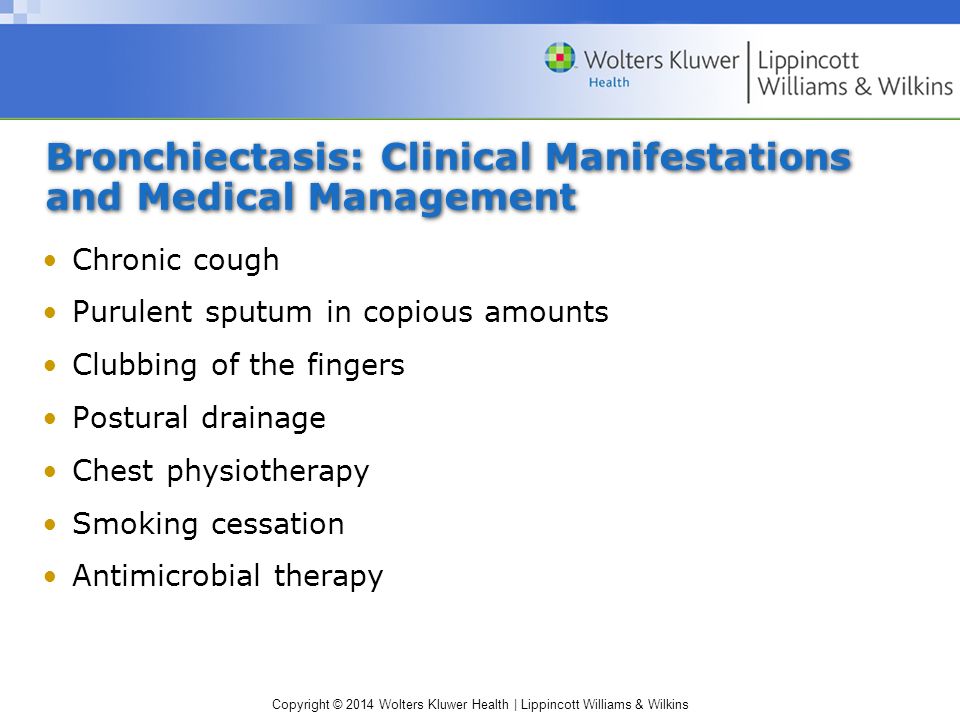 Wolters Kluwer
Health
Lippincott
Williams & Wilkins
Bronchiectasis: Clinical Manifestations
and Medical Management
• Chronic cough
• Purulent sputum in copious amounts
• Clubbing of the fingers
• Postural drainage
• Chest physiotherapy
• Smoking cessation
• Antimicrobial therapy
Copyright © 2014 Wolters Kluwer Health | Lippincott Williams & Wilkins